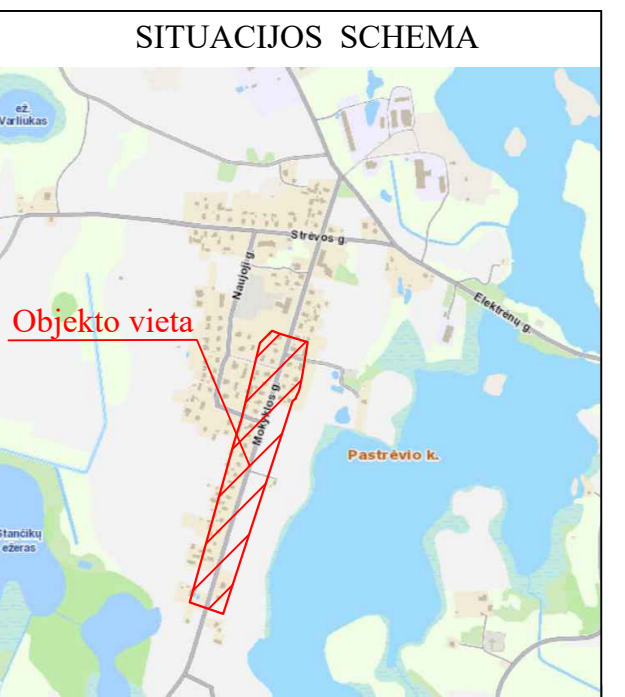 SITUACIJOS SCHEMA
ež.
Varliukas
Strėvos g.
Naujoji g.
Elektrėnų g.
Objekto vieta
Mokyklos g.
Pastrėvio k.
Stančikų
ežeras